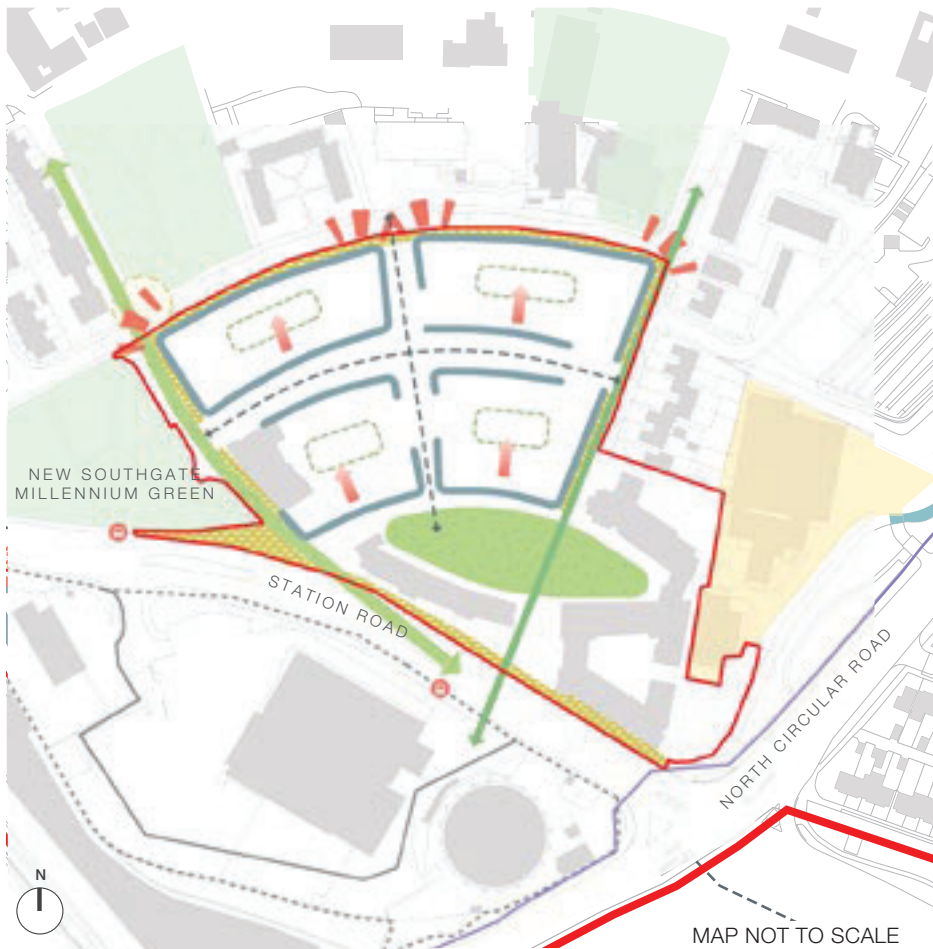 NEW SOUTHGATE
MILLENNIUM GREEN
STATION ROAD
NORTH CIRCULAR ROAD
N
MAP NOT TO SCALE